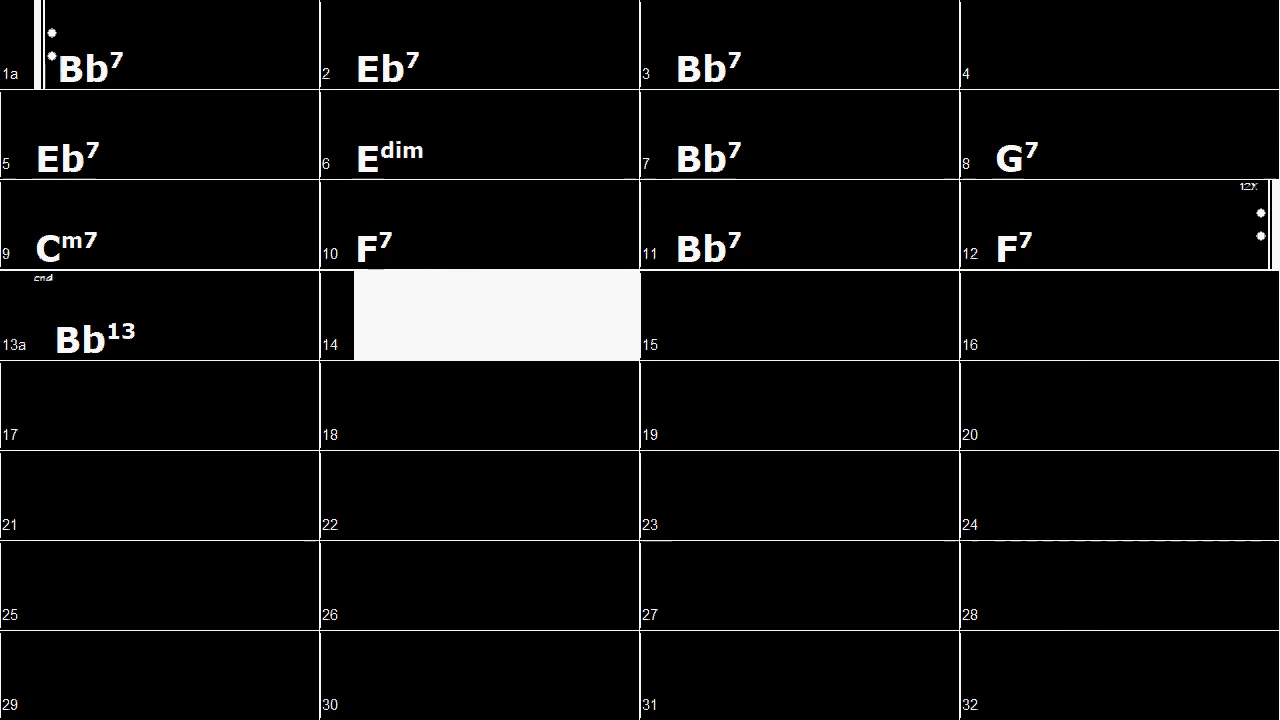 1a Bb7 2 Eb7 3 Bb7 4
5 Eb7 6 Edim 7 Bb7 8 G7
12x
9 Cm7 10 F7 11 Bb7 12 F7
end
13a Bb13 14 15 16
17 18 19 20
21 22 23 24
25 26 27 28
29 30 31 32